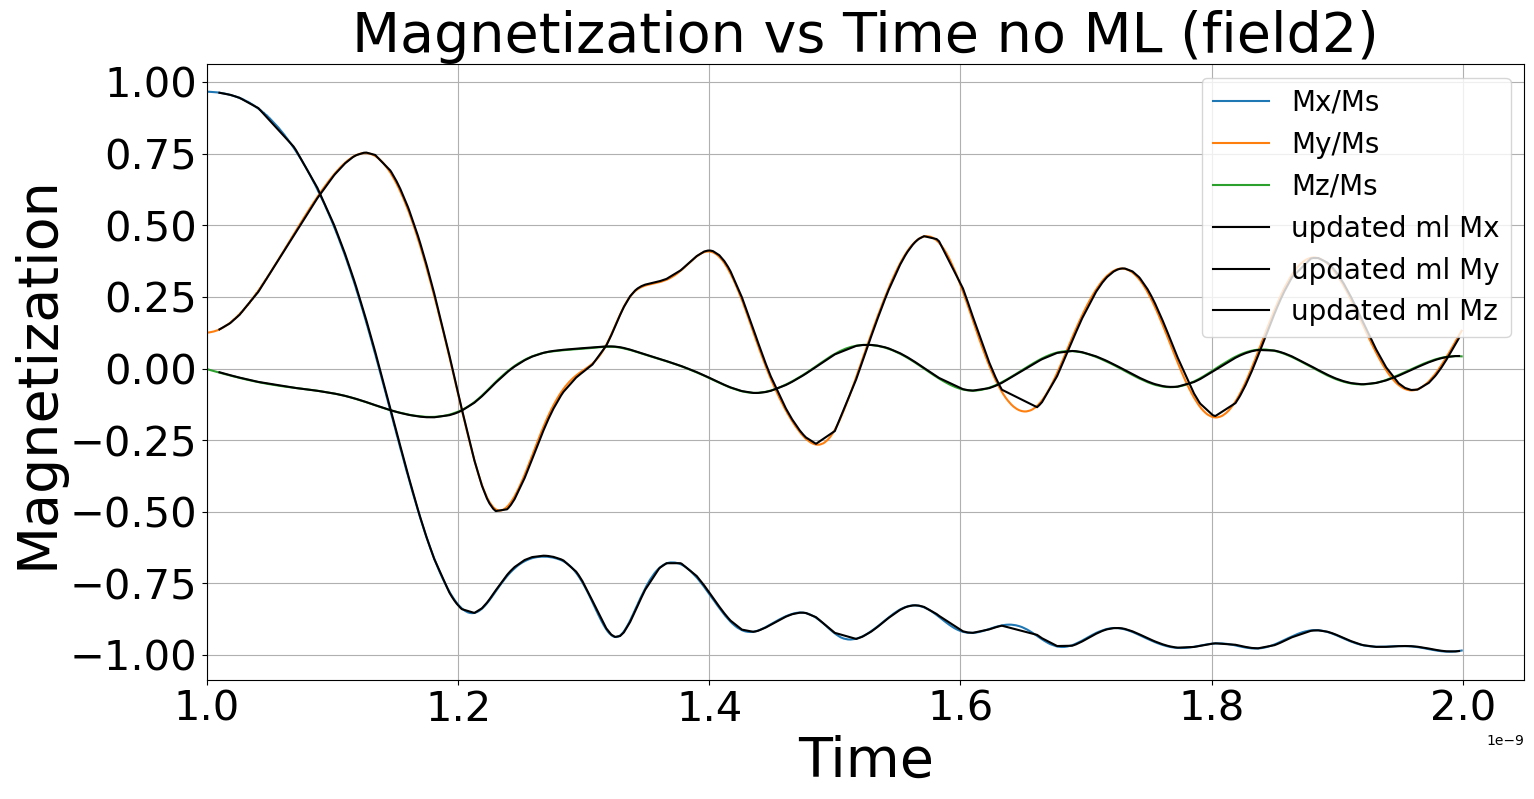 Magnetization vs Time no ML (field2)
Magnetization
1.00
0.75
0.50
0.25
0.00
−0.25
−0.50
−0.75
−1.00
Mx/Ms
My/Ms
Mz/Ms
updated ml Mx
updated ml My
updated ml Mz
1.0 1.2 1.4 1.6 1.8 2.0
1e−9
Time